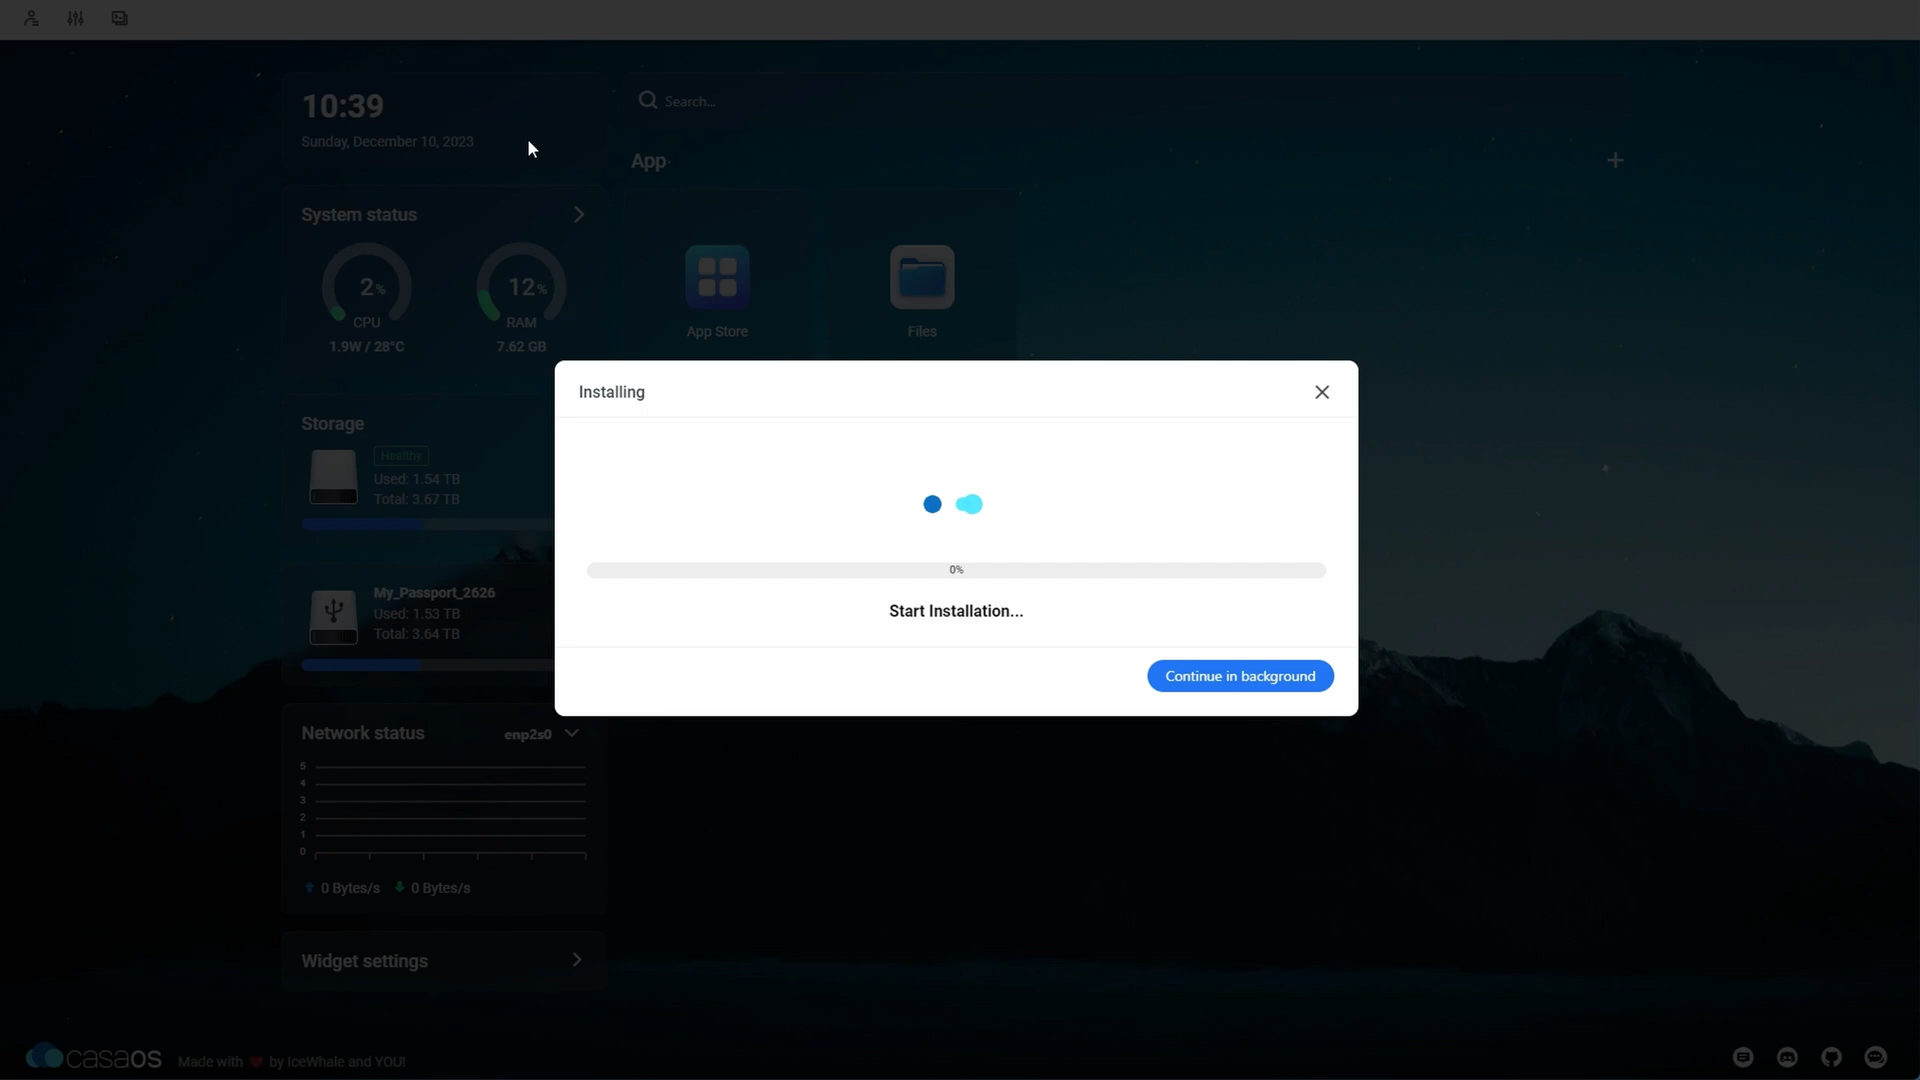 10:39
Sunday, December 10, 2023
Search...
App
System status
2%
CPU
1.9W / 28°C
12%
RAM
7.62 GB
App Store
Files
Storage
Healthy
Used: 1.54 TB
Total: 3.67 TB
My_Passport_2626
Used: 1.53 TB
Total: 3.64 TB
Installing
0%
Start Installation...
Continue in background
Network status
enp2s0
5
4
3
2
1
0
0 Bytes/s
0 Bytes/s
Widget settings
casaos
Made with ❤ by IceWhale and YOU!